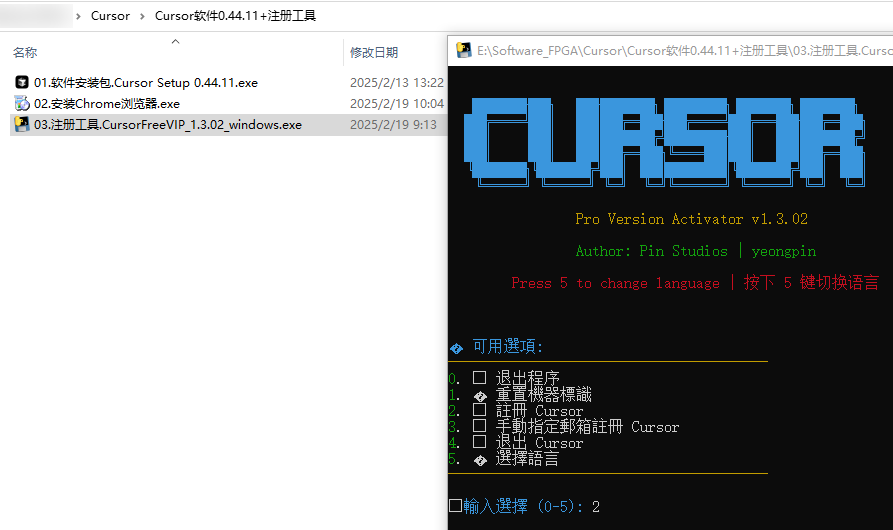 Cursor › Cursor软件0.44.11+注册工具
名称 修改日期
01.软件安装包.Cursor Setup 0.44.11.exe 2025/2/13 13:22
02.安装Chrome浏览器.exe 2025/2/19 10:04
03.注册工具.CursorFreeVIP_1.3.02_windows.exe 2025/2/19 9:13
E:\Software_FPGA\Cursor\Cursor软件0.44.11+注册工具\03.注册工具.Curso
CURSOR
Pro Version Activator v1.3.02
Author: Pin Studios | yeongpin
Press 5 to change language | 按下 5 键切换语言
可用選項:
0. 退出程序
1. 重置機器標識
2. 註冊 Cursor
3. 手動指定郵箱註冊 Cursor
4. 退出 Cursor
5. 選擇語言
輸入選擇 (0-5): 2